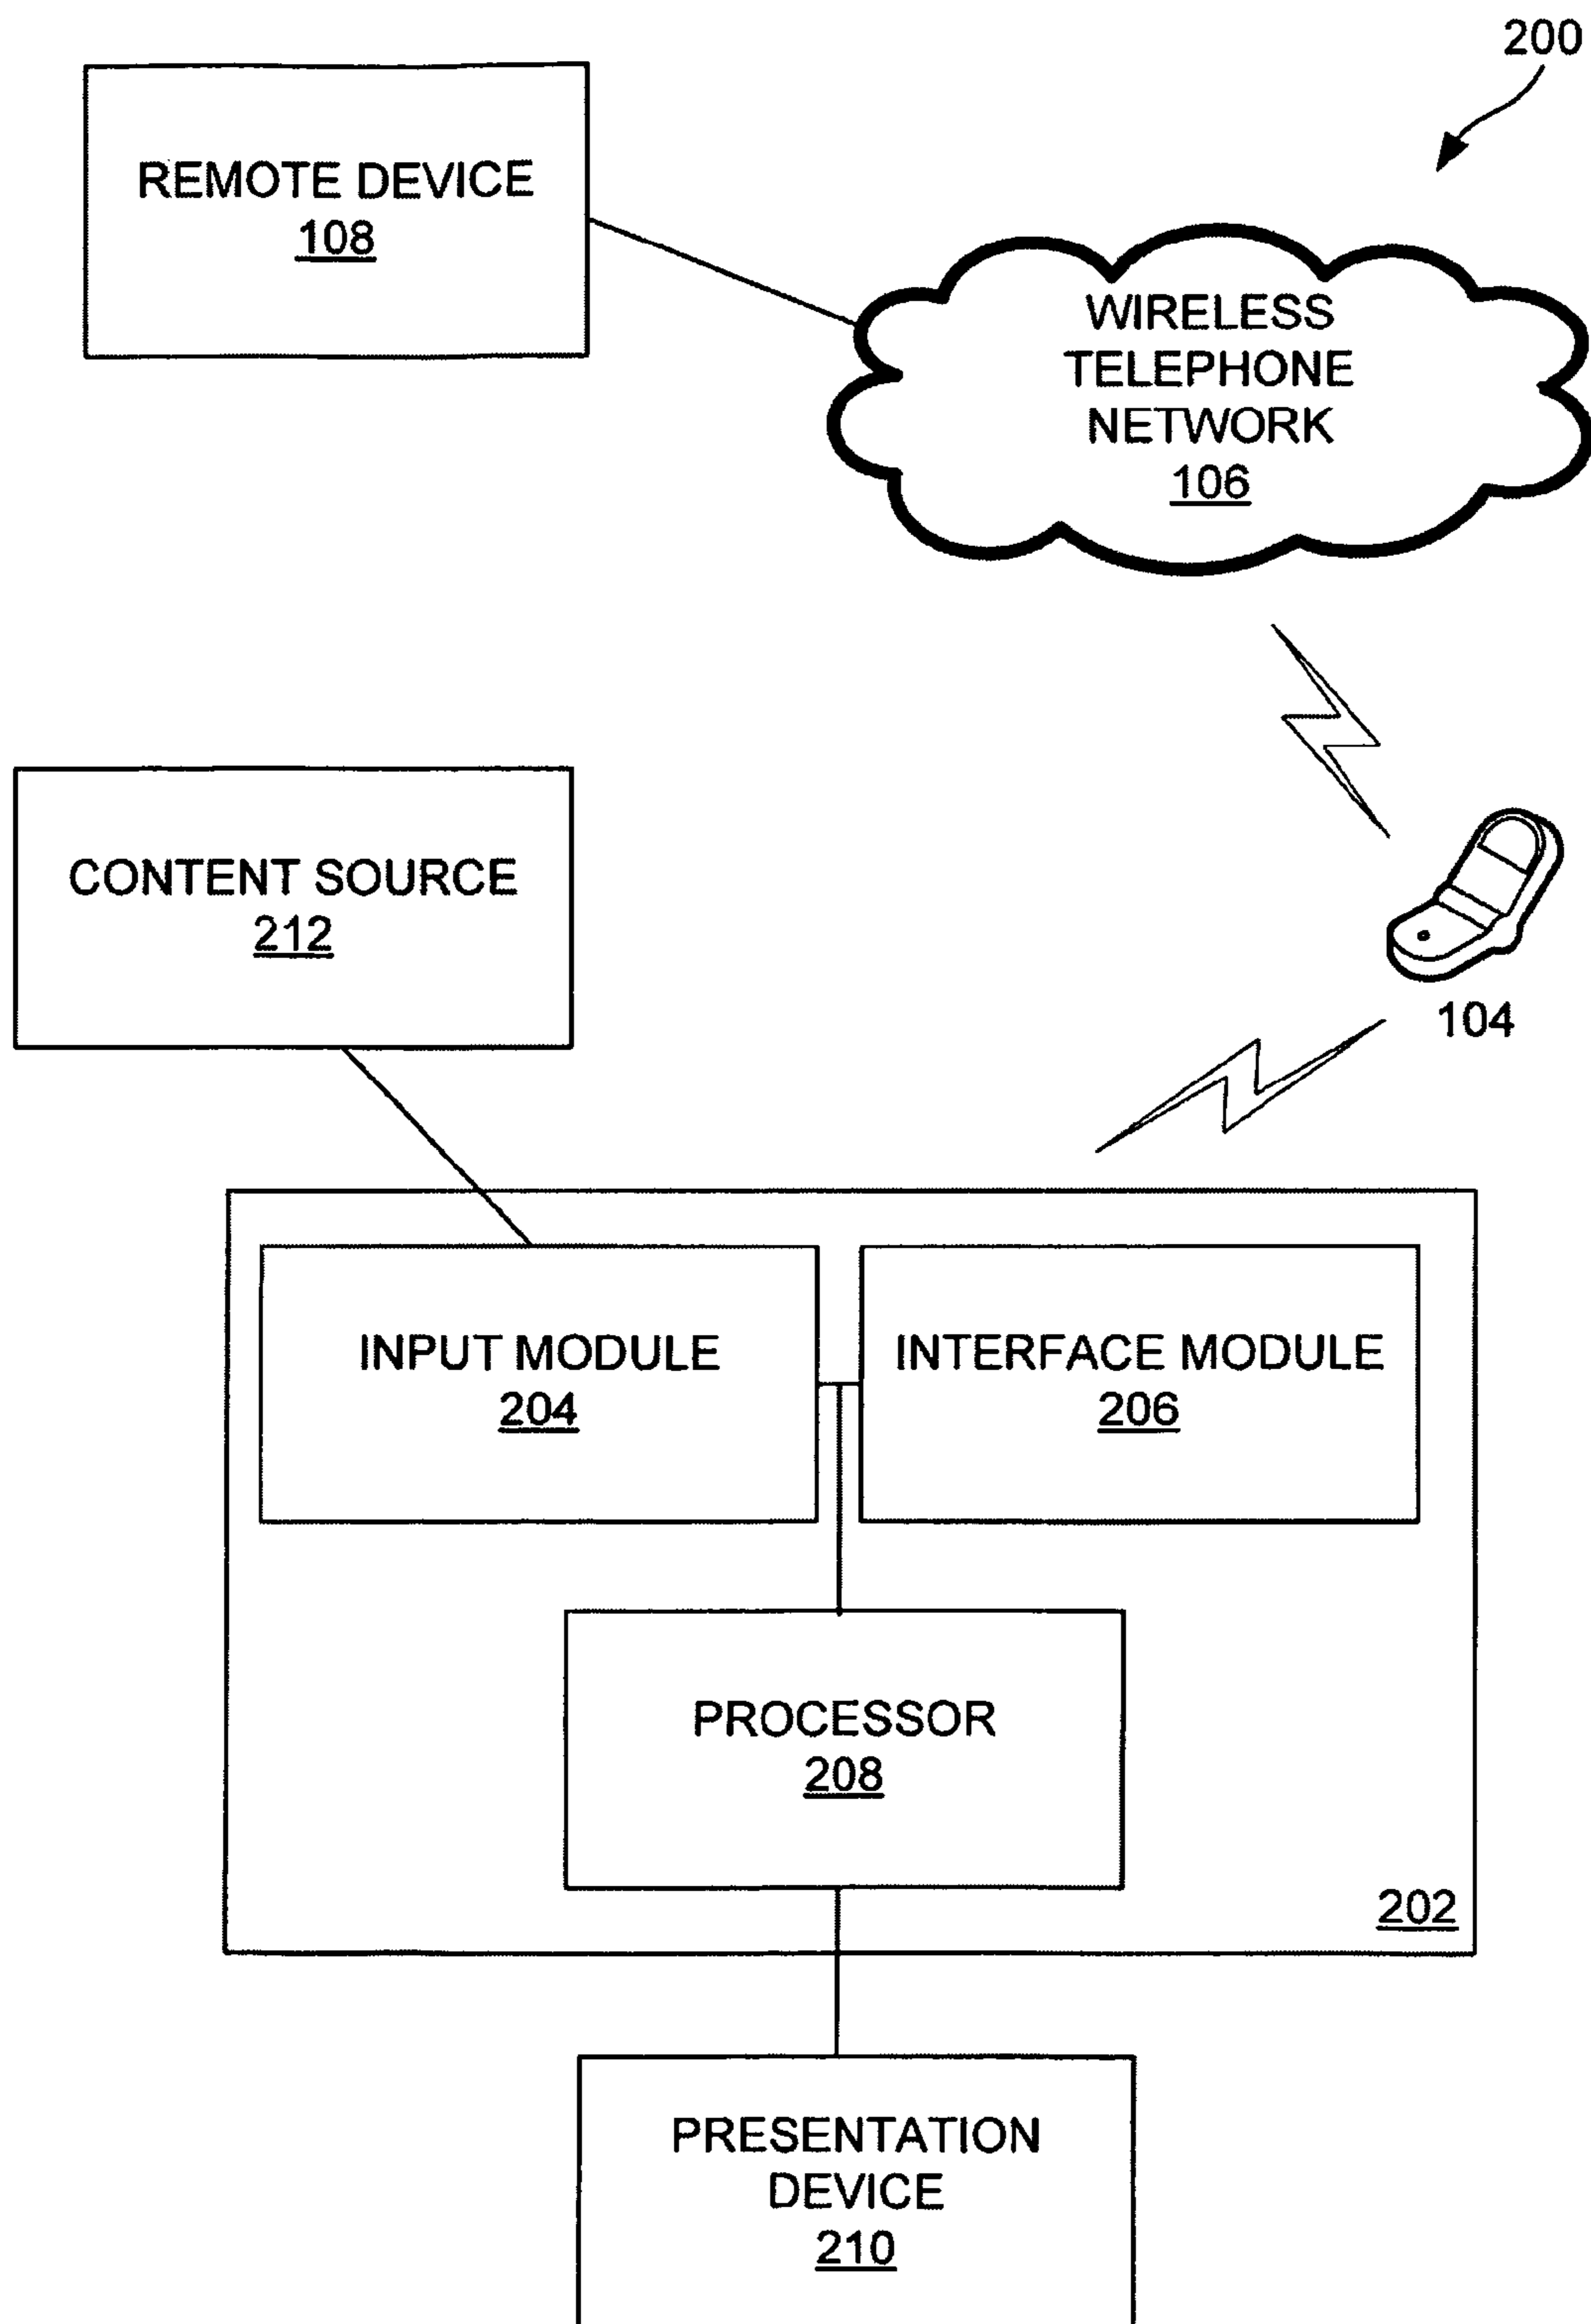 200
REMOTE DEVICE
108
WIRELESS
TELEPHONE
NETWORK
106
CONTENT SOURCE
212
104
INPUT MODULE
204
INTERFACE MODULE
206
PROCESSOR
208
202
PRESENTATION
DEVICE
210